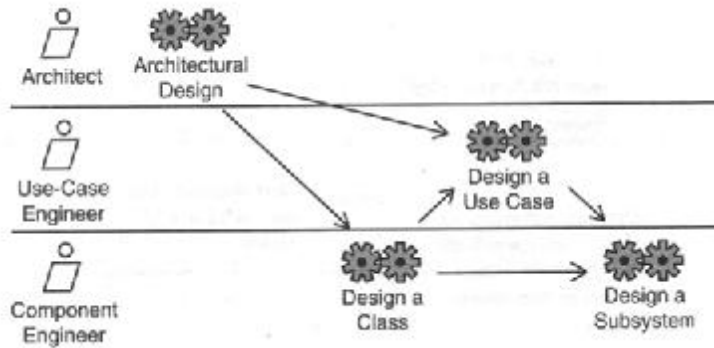 Architect
Architectural
Design
Use-Case
Engineer
Design a
Use Case
Component
Engineer
Design a
Class
Design a
Subsystem